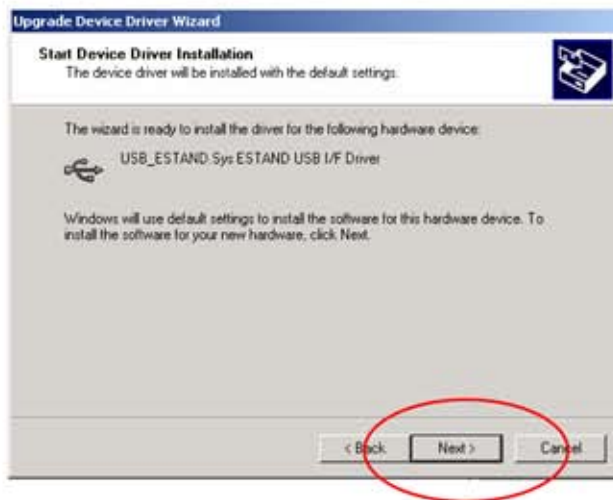 Upgrade Device Driver Wizard
Start Device Driver Installation
The device driver will be installed with the default settings.
The wizard is ready to install the driver for the following hardware device:
USB_ESTAND.Sys ESTAND USB I/F Driver
Windows will use default settings to install the software for this hardware device. To
install the software for your new hardware, click Next.
< Back
Next >
Cancel